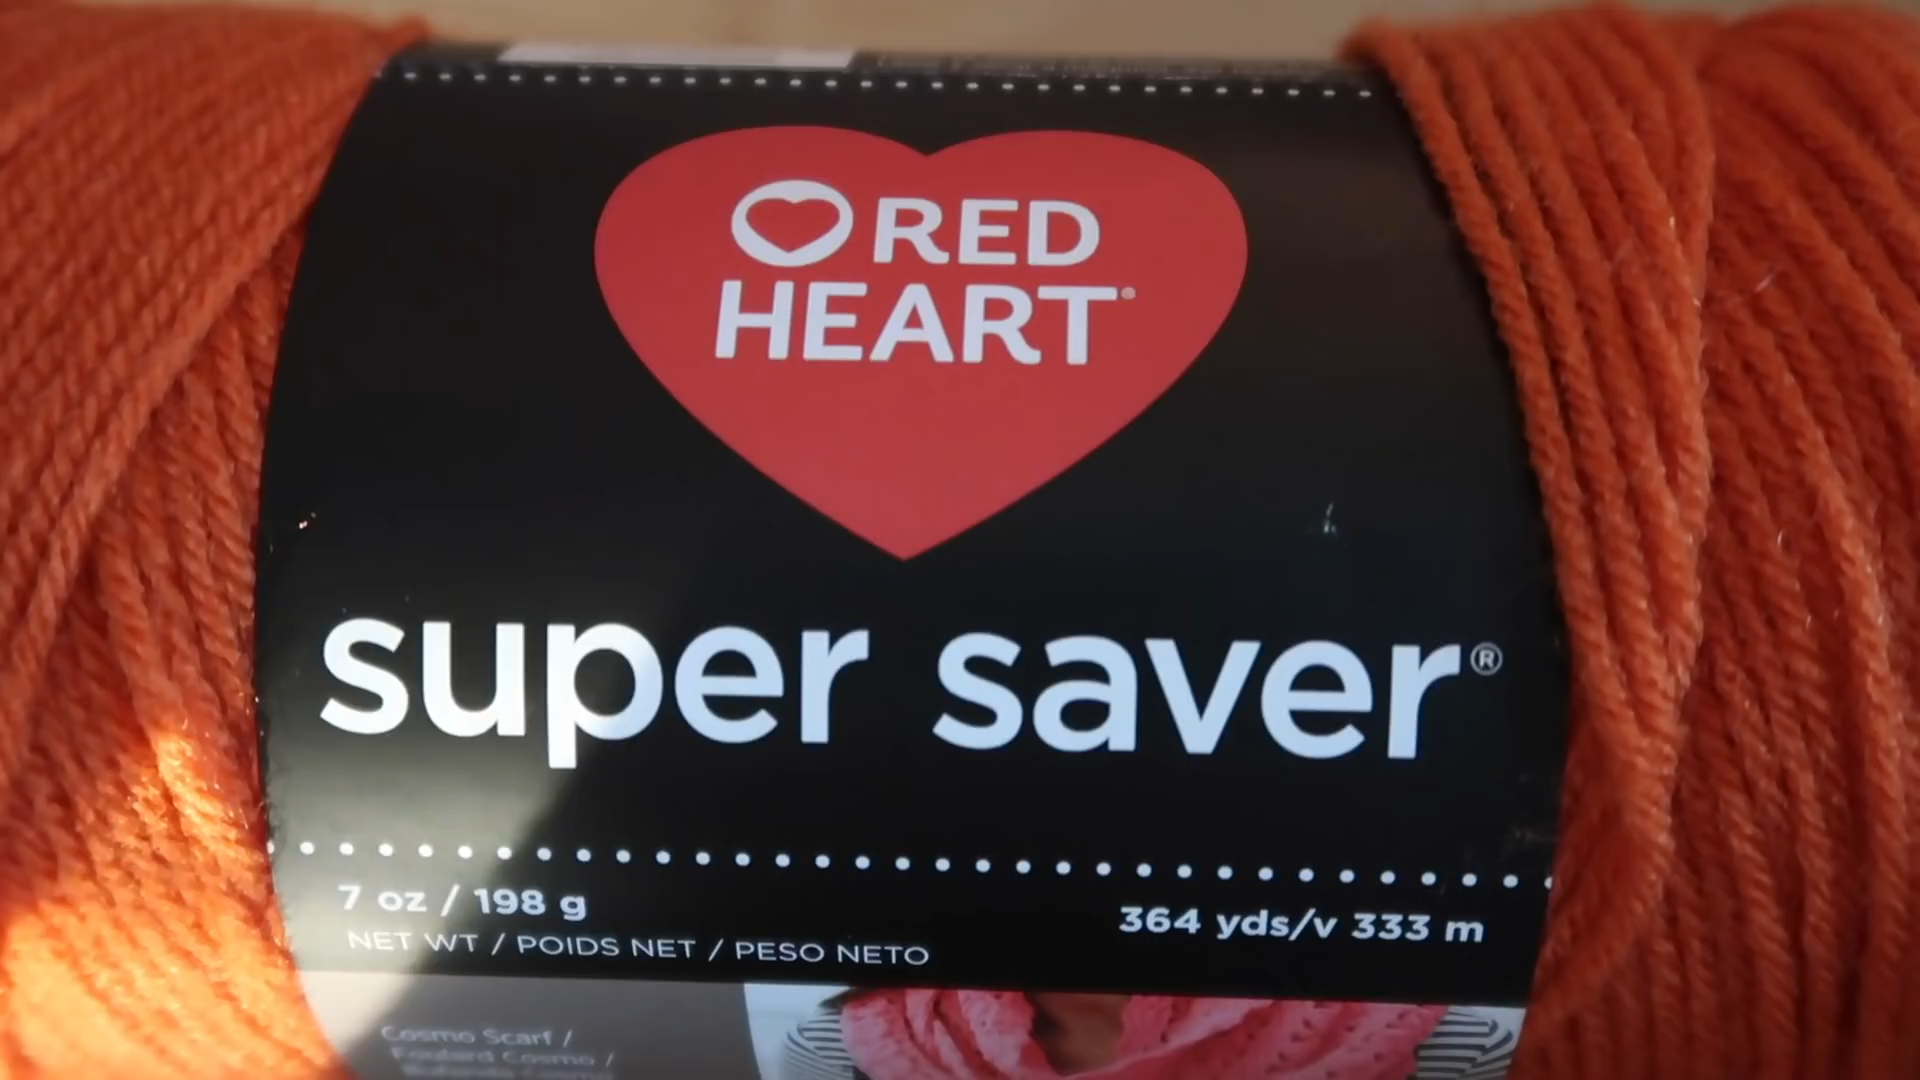 RED
HEART®
super saver®
7 oz / 198 g
364 yds/v 333 m
NET WT / POIDS NET / PESO NETO
Cosmo Scarf /
Foulard Cosmo /